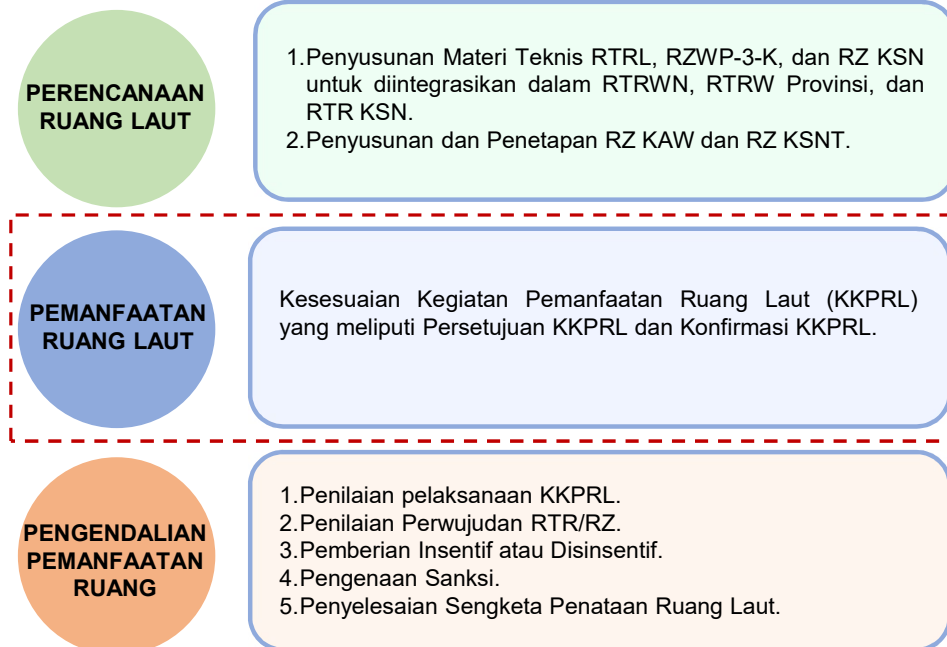 PERENCANAAN
RUANG LAUT
1.Penyusunan Materi Teknis RTRL, RZWP-3-K, dan RZ KSN
untuk diintegrasikan dalam RTRWN, RTRW Provinsi, dan
RTR KSN.
2.Penyusunan dan Penetapan RZ KAW dan RZ KSNT.
PEMANFAATAN
RUANG LAUT
Kesesuaian Kegiatan Pemanfaatan Ruang Laut (KKPRL)
yang meliputi Persetujuan KKPRL dan Konfirmasi KKPRL.
PENGENDALIAN
PEMANFAATAN
RUANG
1.Penilaian pelaksanaan KKPRL.
2.Penilaian Perwujudan RTR/RZ.
3.Pemberian Insentif atau Disinsentif.
4.Pengenaan Sanksi.
5.Penyelesaian Sengketa Penataan Ruang Laut.